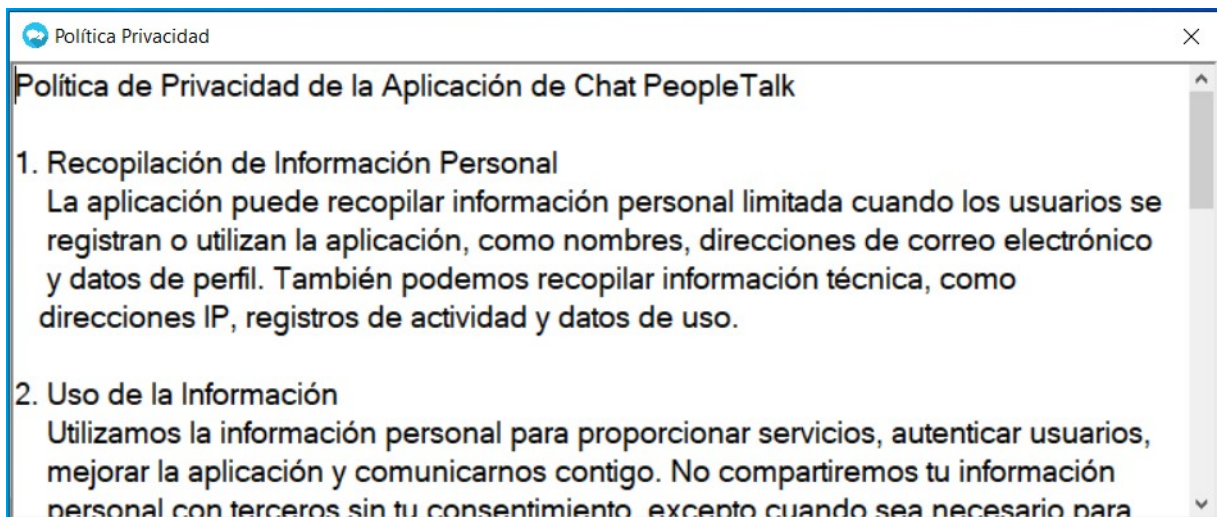 Política Privacidad
Política de Privacidad de la Aplicación de Chat PeopleTalk
1. Recopilación de Información Personal
La aplicación puede recopilar información personal limitada cuando los usuarios se
registran o utilizan la aplicación, como nombres, direcciones de correo electrónico
y datos de perfil. También podemos recopilar información técnica, como
direcciones IP, registros de actividad y datos de uso.
2. Uso de la Información
Utilizamos la información personal para proporcionar servicios, autenticar usuarios,
mejorar la aplicación y comunicarnos contigo. No compartiremos tu información
personal con terceros sin tu consentimiento, excepto cuando sea necesario para